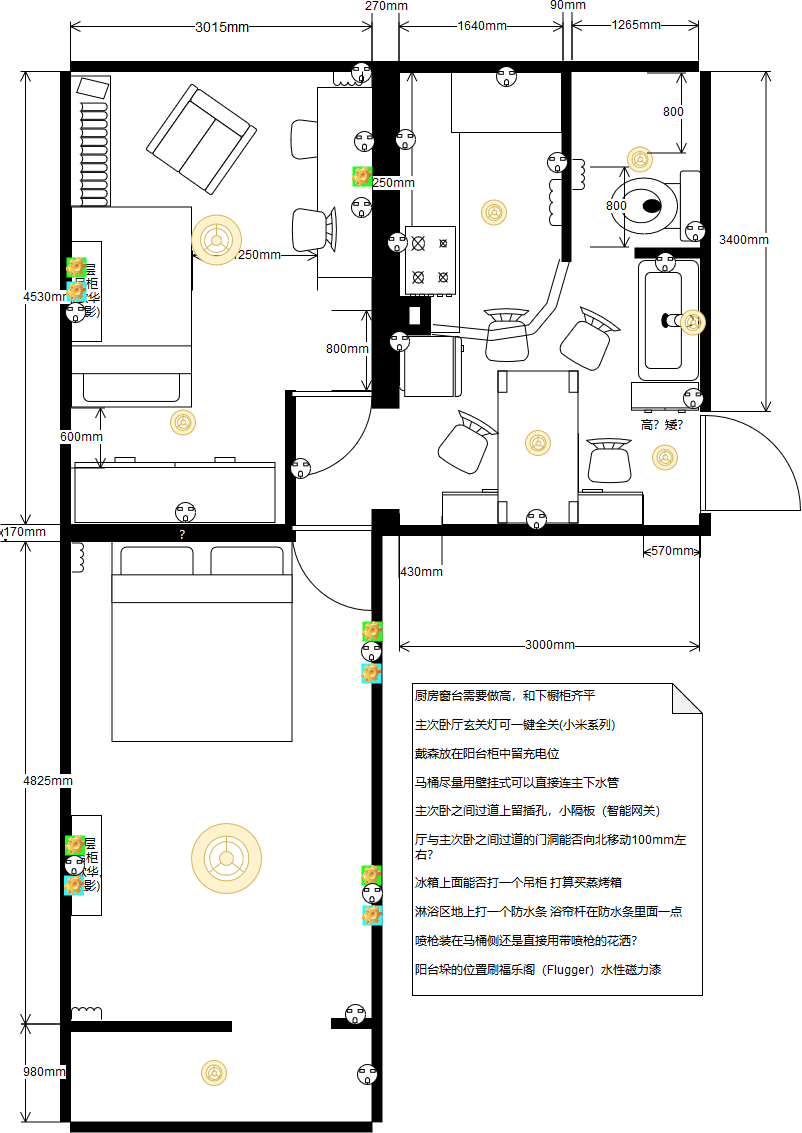 270mm
90mm
3015mm
1640mm
1265mm
800
250mm
800
3400mm
1250mm
层
柜
华
影)
4530mm
800mm
600mm
高？矮？
170mm
?
570mm
430mm
3000mm
厨房窗台需要做高，和下橱柜齐平
主次卧厅玄关灯可一键全关(小米系列)
戴森放在阳台柜中留充电位
马桶尽量用壁挂式可以直接连主下水管
主次卧之间过道上留插孔，小隔板（智能网关）
厅与主次卧之间过道的门洞能否向北移动100mm左
右？
冰箱上面能否打一个吊柜 打算买蒸烤箱
淋浴区地上打一个防水条 浴帘杆在防水条里面一点
喷枪装在马桶侧还是直接用带喷枪的花洒？
阳台垛的位置刷福乐阁（Flugger）水性磁力漆
4825mm
层
柜
华
影)
980mm